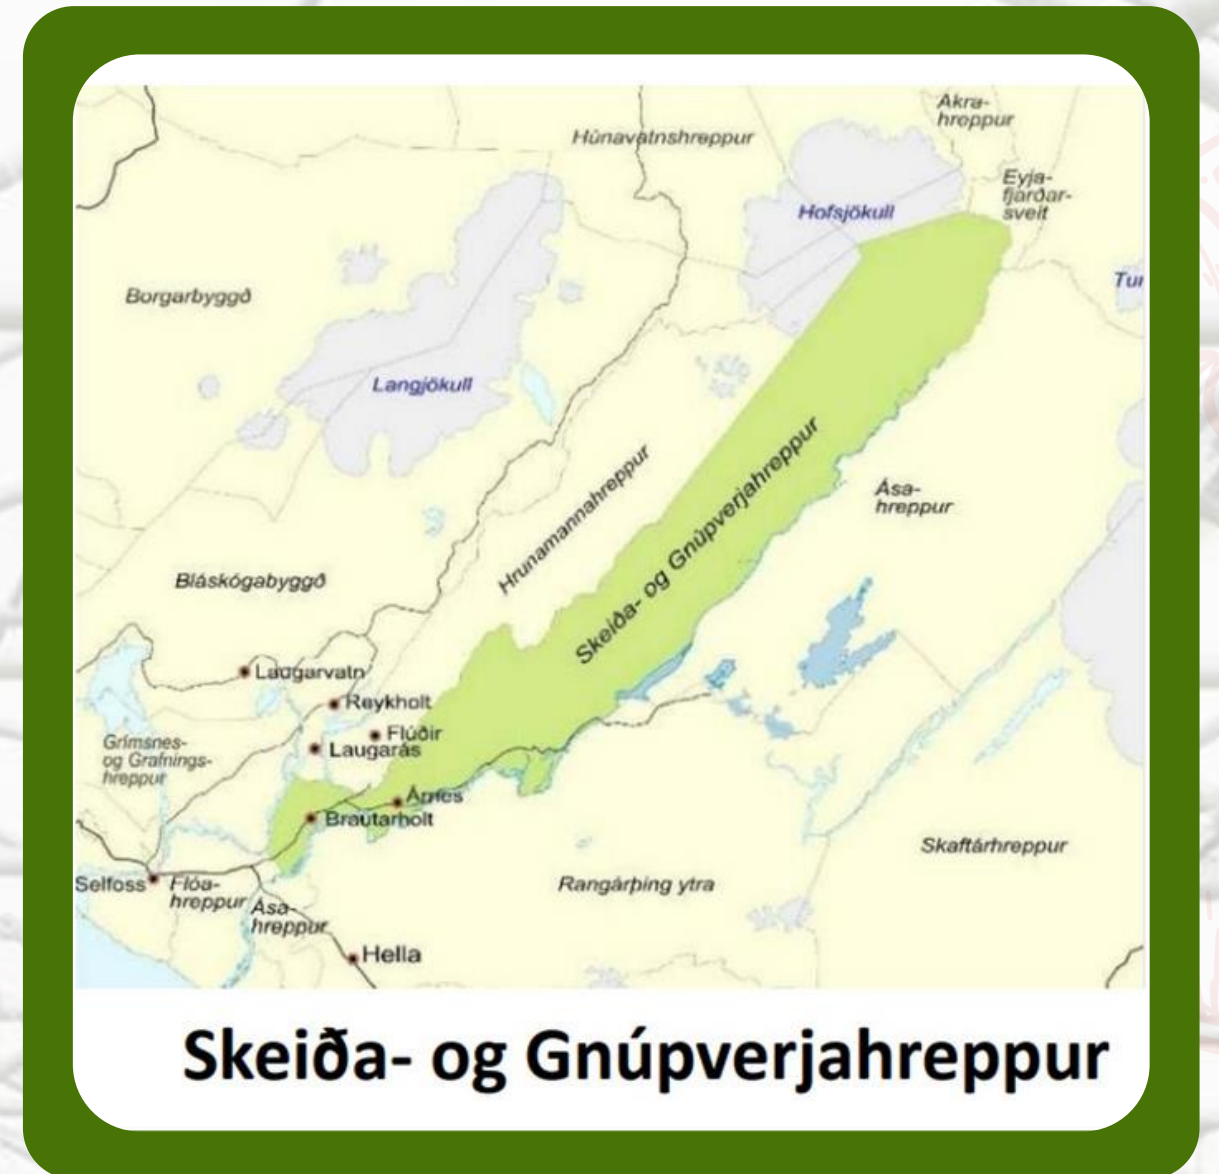 Akra-
hreppur
Húnavatnshreppur
Eyja-
fjarðar-
sveit
Hofsjökull
Tur
Borgarbyggð
Langjökull
Hrunamannahreppur
Skeiða- og Gnúpverjahreppur
Ása-
hreppur
Bláskógabyggð
Laugarvatn
Reykholt
Flúðir
Laugarás
Grímsnes-
og Grafnings-
hreppur
Árnes
Brautarholt
Skaftárhreppur
Selfoss
Flóa-
hreppur
Rangárþing ytra
Ása-
hreppur
Hella
Skeiða- og Gnúpverjahreppur